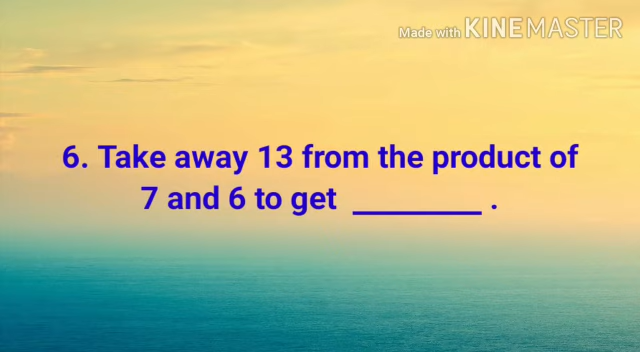 Made with KINEMASTER
6. Take away 13 from the product of
7 and 6 to get ________ .